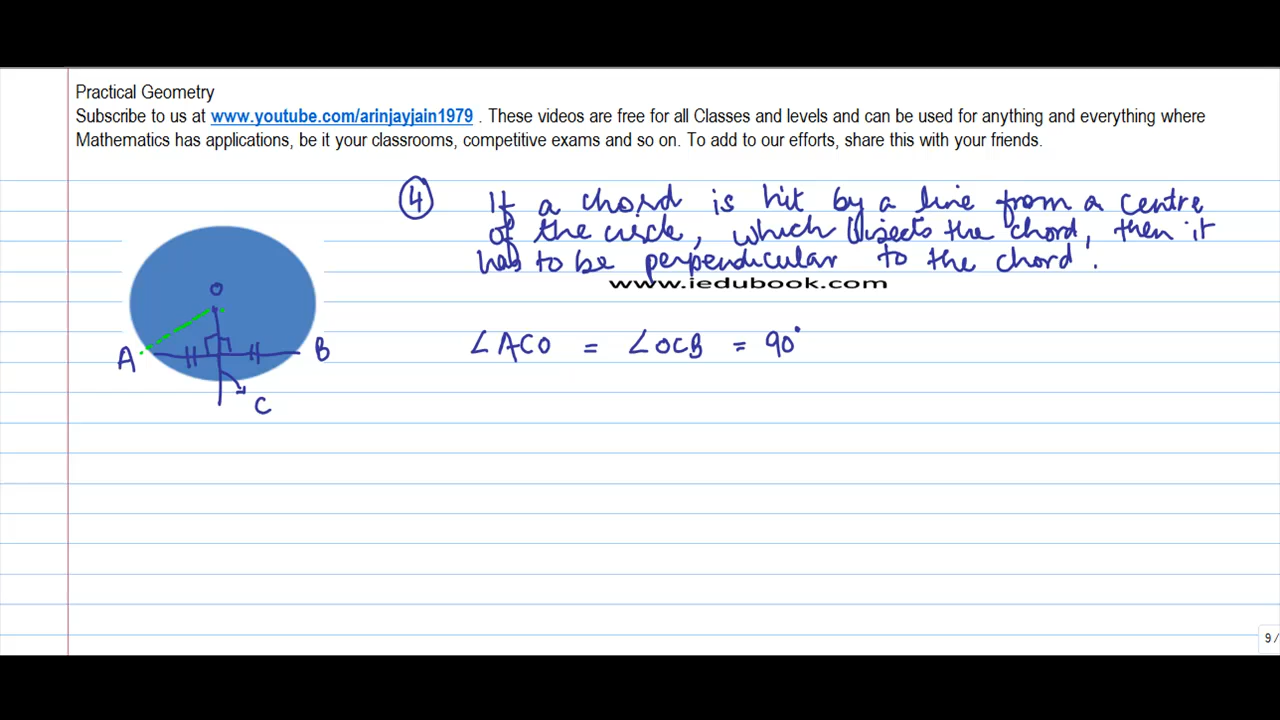 Practical Geometry
Subscribe to us at www.youtube.com/arinjayjain1979 . These videos are free for all Classes and levels and can be used for anything and everything where
Mathematics has applications, be it your classrooms, competitive exams and so on. To add to our efforts, share this with your friends.
④ If a chord is hit by a line from a centre
of the circle, which bisects the chord, then it
has to be perpendicular to the chord.
www.iedubook.com
O
∠ACO = ∠OCB = 90°
A B
C
9 /